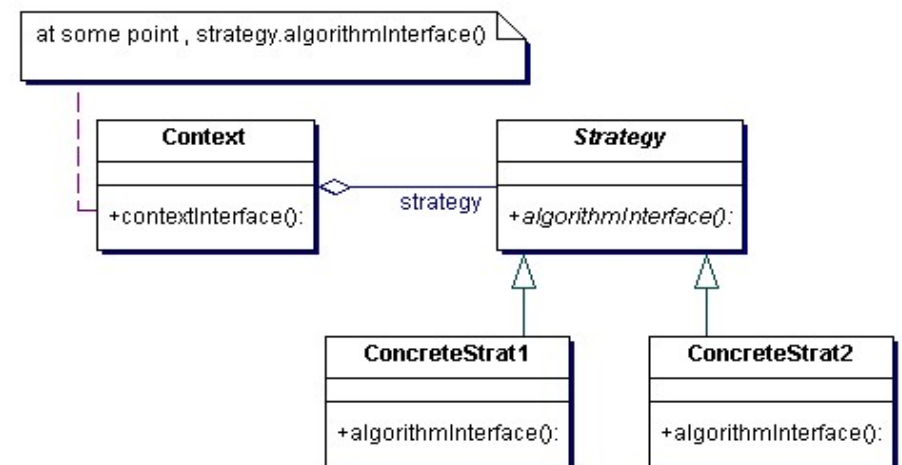 at some point , strategy.algorithmInterface()
Context
+contextInterface():
strategy
Strategy
+algorithmInterface():
ConcreteStrat1
+algorithmInterface():
ConcreteStrat2
+algorithmInterface():